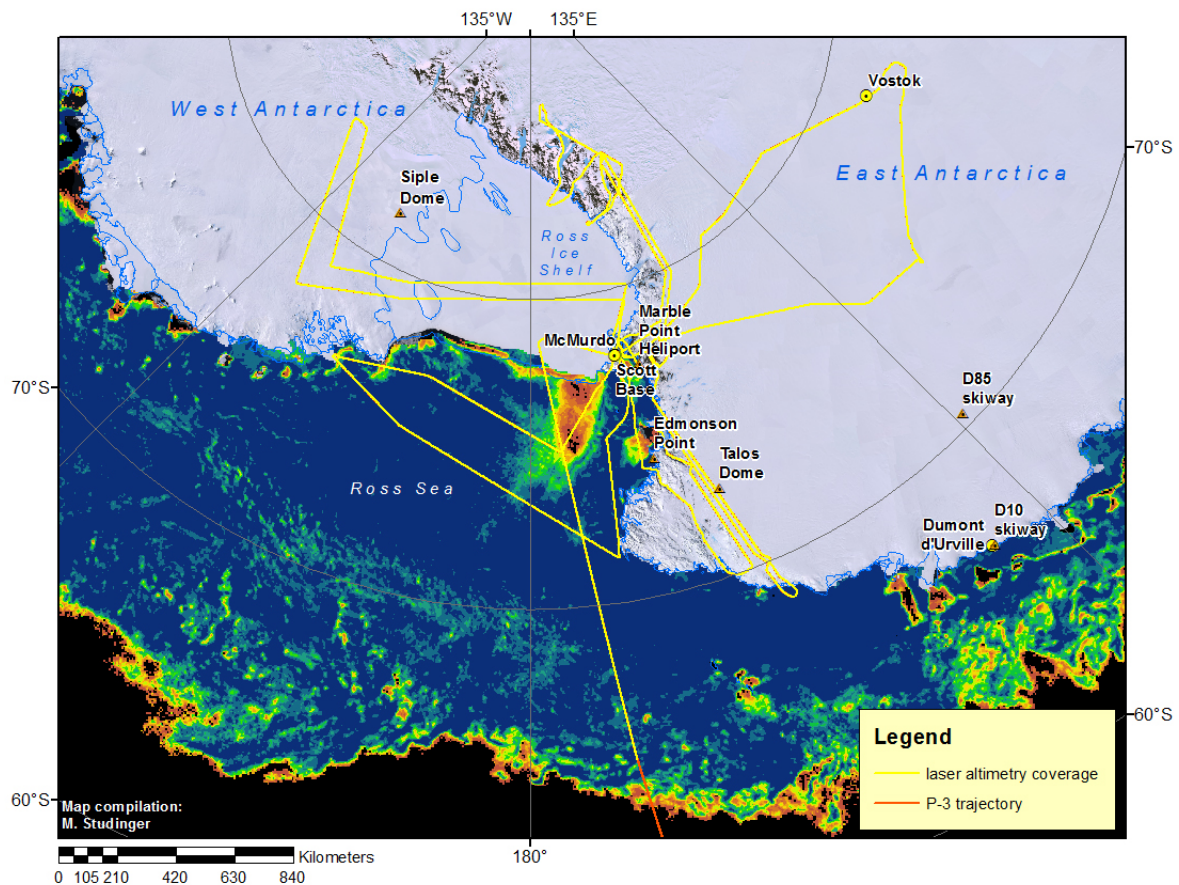 135°W 135°E
Vostok
West Antarctica
70°S
East Antarctica
Siple
Dome
Ross
Ice
Shelf
Marble
Point
Heliport
McMurdo
Scott
Base
70°S
D85
skiway
Edmonson
Point
Talos
Dome
Ross Sea
D10
skiway
Dumont
d'Urville
60°S
Legend
laser altimetry coverage
P-3 trajectory
60°S
Map compilation:
M. Studinger
Kilometers
0 105 210 420 630 840
180°